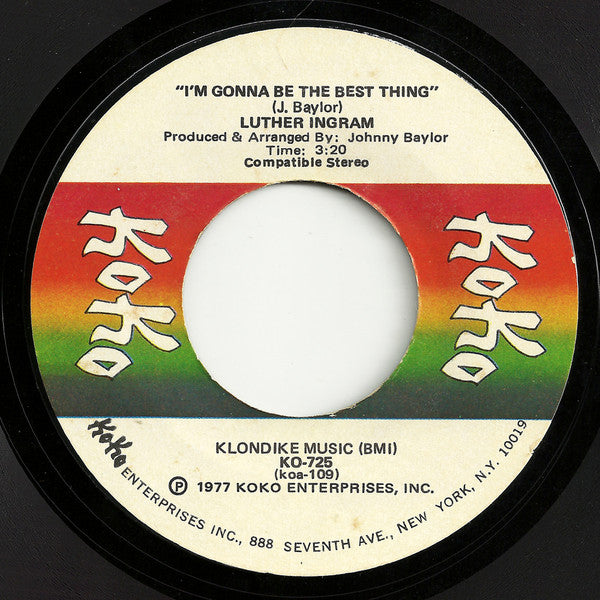 "I'M GONNA BE THE BEST THING"
(J. Baylor)
LUTHER INGRAM
Produced & Arranged By: Johnny Baylor
Time: 3:20
Compatible Stereo
KOKO
KOKO
KLONDIKE MUSIC (BMI)
KO-725
(koa-109)
Ⓟ 1977 KOKO ENTERPRISES, INC.
KoKo ENTERPRISES INC., 888 SEVENTH AVE., NEW YORK, N.Y. 10019